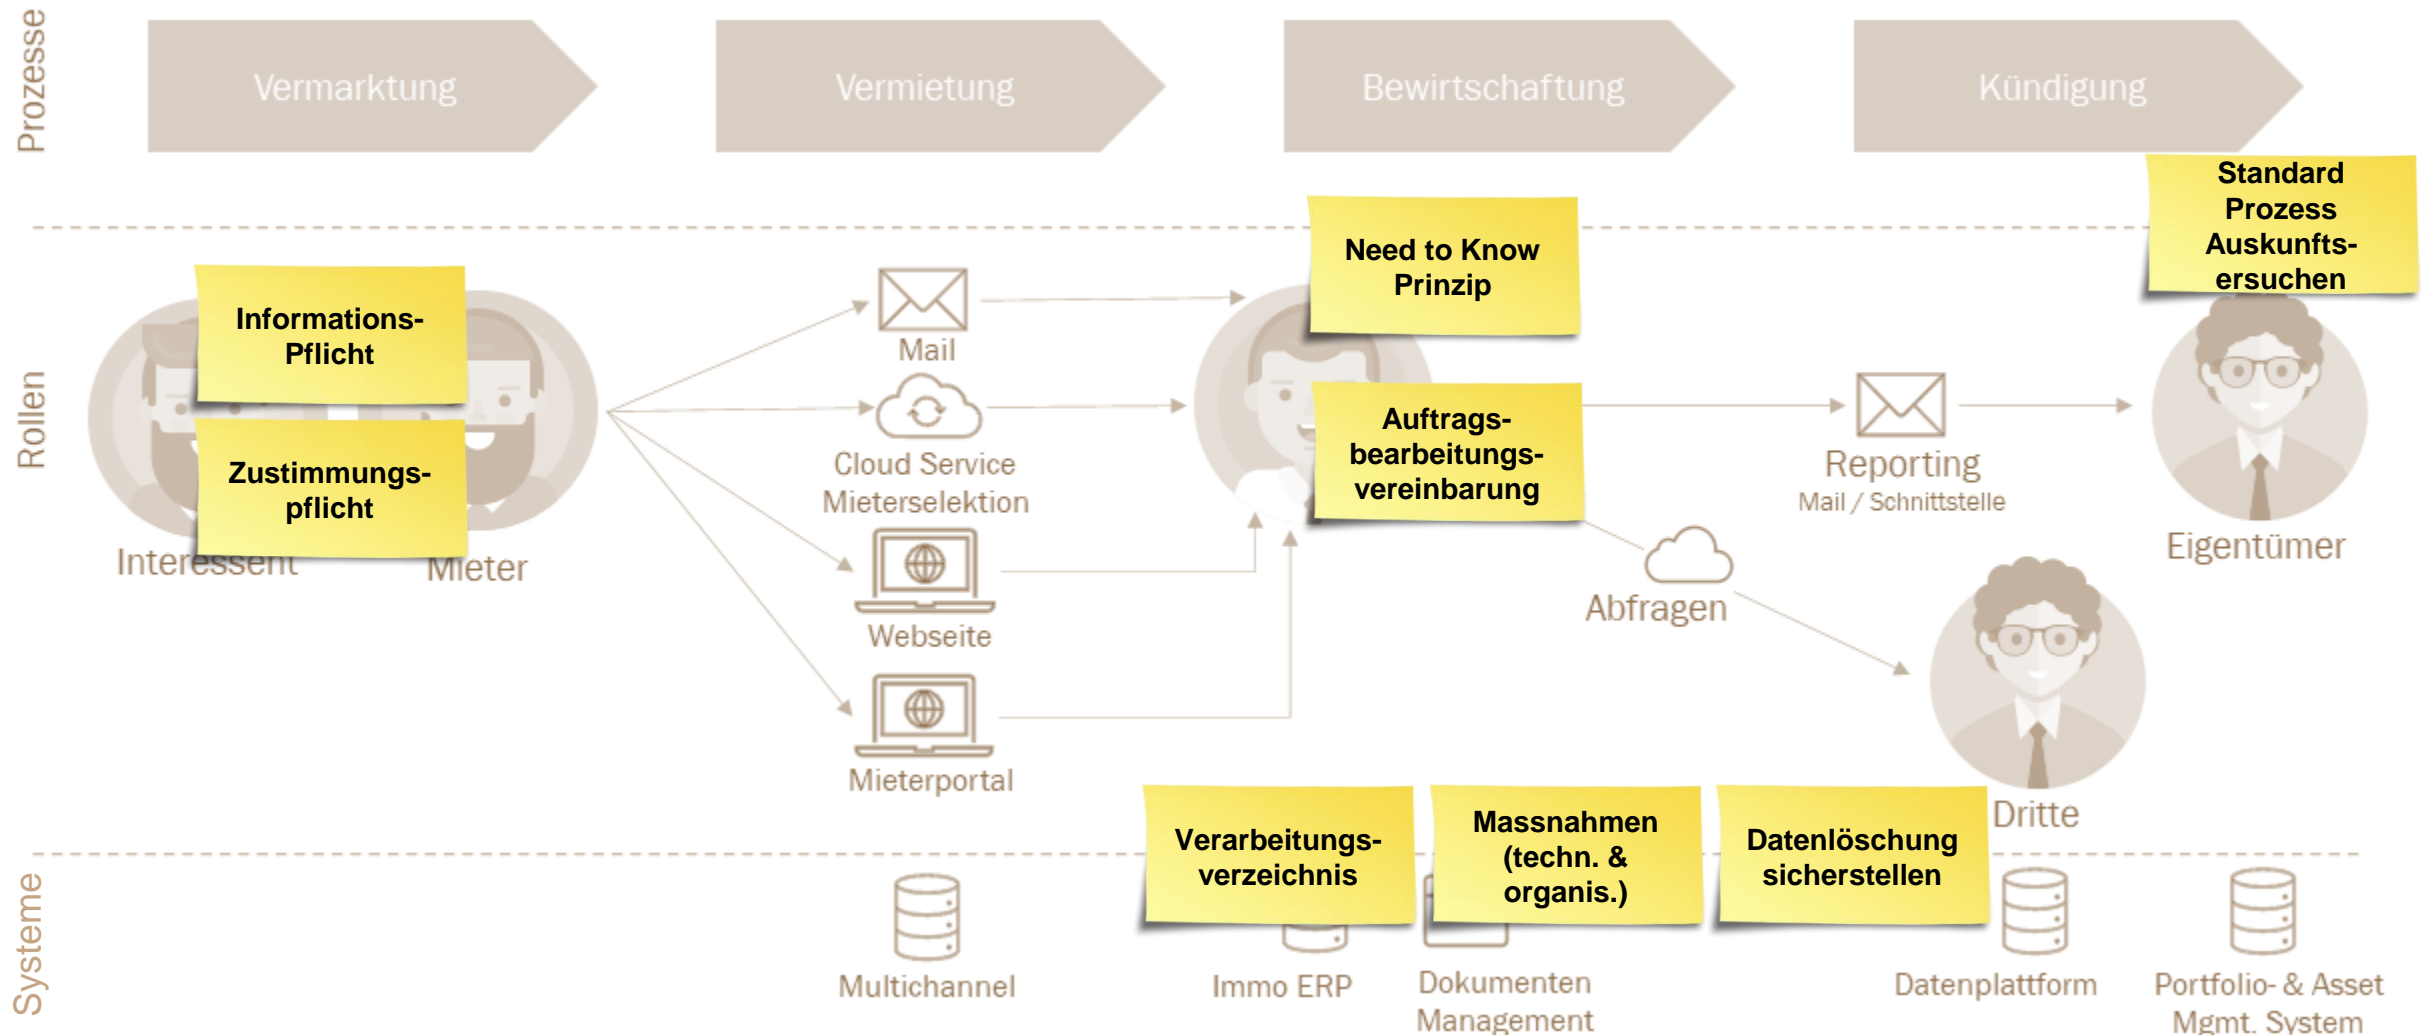 Prozesse
Vermarktung
Vermietung
Bewirtschaftung
Kündigung
Standard
Prozess
Auskunfts-
ersuchen
Rollen
Informations-
Pflicht
Zustimmungs-
pflicht
Interessent
Mieter
Mail
Cloud Service
Mieterselektion
Webseite
Mieterportal
Need to Know
Prinzip
Auftrags-
bearbeitungs-
vereinbarung
Reporting
Mail / Schnittstelle
Abfragen
Eigentümer
Dritte
Verarbeitungs-
verzeichnis
Massnahmen
(techn. &
organis.)
Datenlöschung
sicherstellen
Systeme
Multichannel
Immo ERP
Dokumenten
Management
Datenplattform
Portfolio- & Asset
Mgmt. System